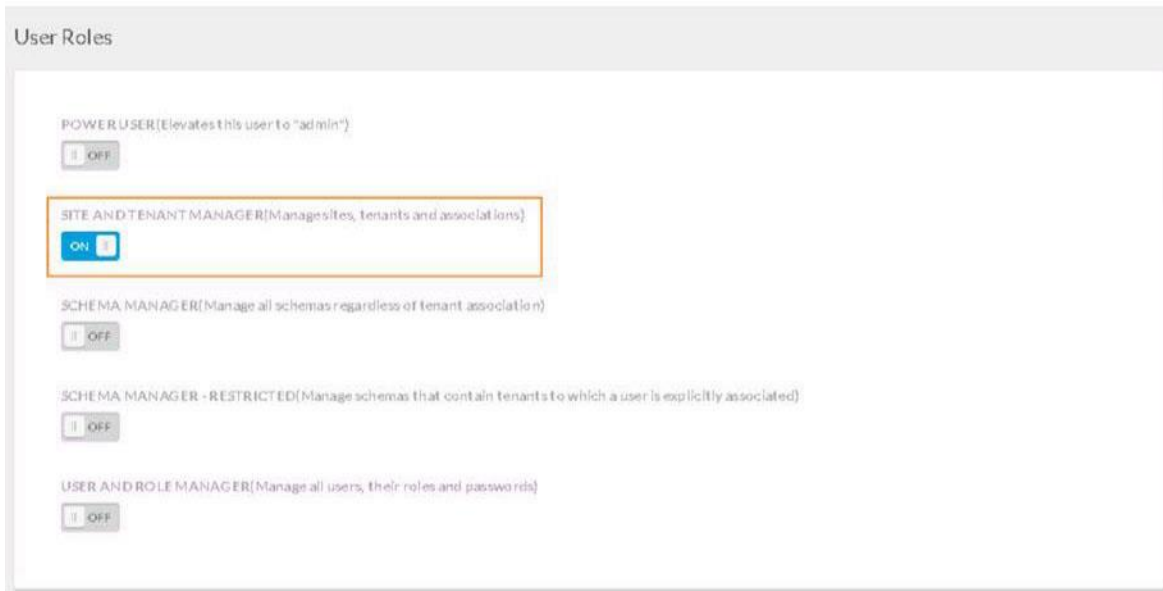 User Roles
POWER USER(Elevates this user to "admin")
OFF
SITE AND TENANT MANAGER(Manage sites, tenants and associations)
ON
SCHEMA MANAGER(Manage all schemas regardless of tenant association)
OFF
SCHEMA MANAGER - RESTRICTED(Manage schemas that contain tenants to which a user is explicitly associated)
OFF
USER AND ROLE MANAGER(Manage all users, their roles and passwords)
OFF